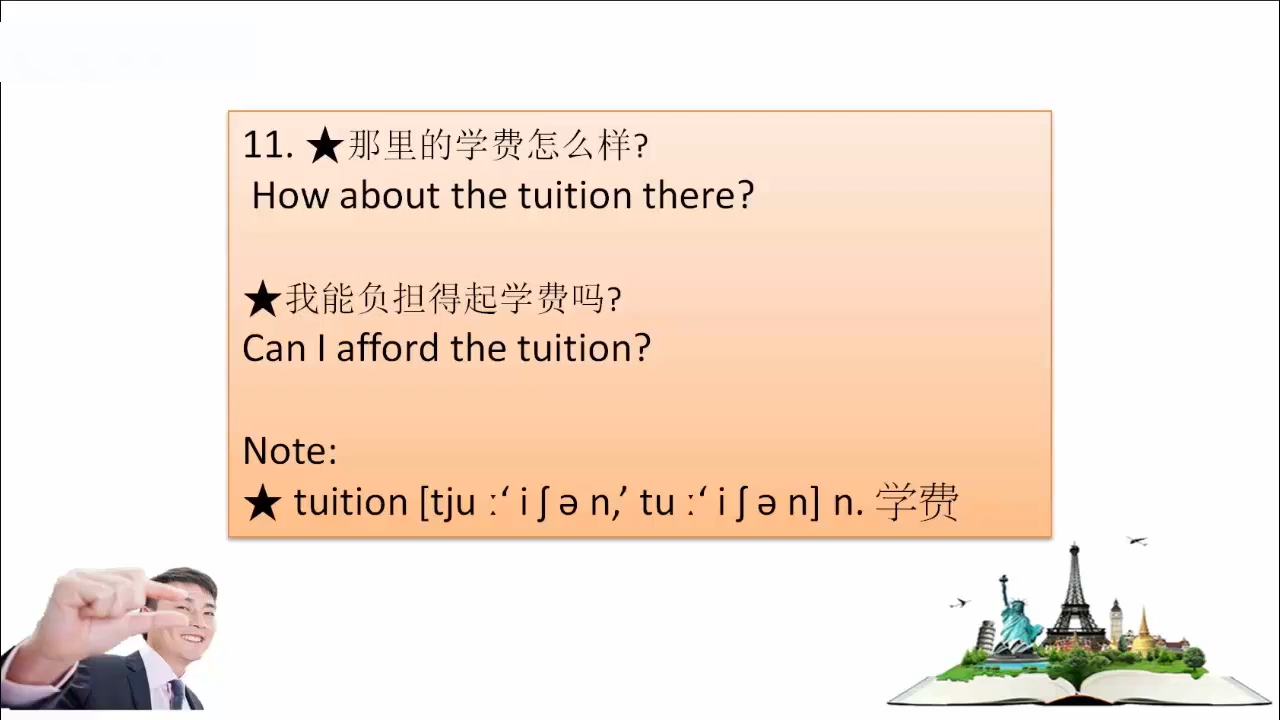 11. ★那里的学费怎么样?
How about the tuition there?
★我能负担得起学费吗?
Can I afford the tuition?
Note:
★ tuition [tju ː‘ i ʃ ə n,’ tu ː‘ i ʃ ə n] n. 学费